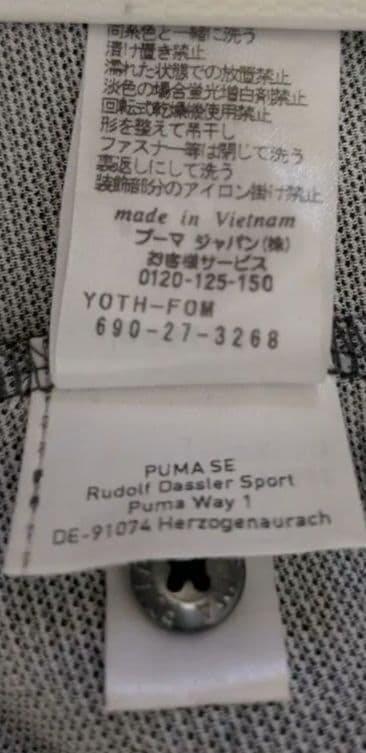 同系色と一緒に洗う
漬け置き禁止
濡れた状態での放置禁止
淡色の場合蛍光増白剤禁止
回転式乾燥機使用禁止
形を整えて吊干し
ファスナー等は閉じて洗う
裏返しにして洗う
装飾部分のアイロン掛け禁止
made in Vietnam
プーマ ジャパン(株)
お客様サービス
0120-125-150
YOTH-FOM
690-27-3268
PUMA SE
Rudolf Dassler Sport
Puma Way 1
DE-91074 Herzogenaurach